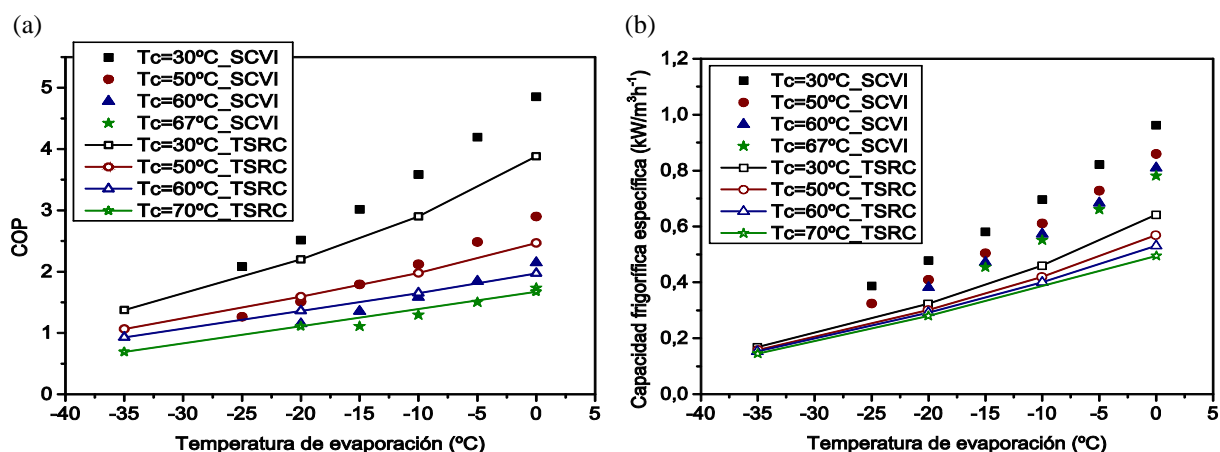 (a)
Tc=30ºC_SCVI
Tc=50ºC_SCVI
Tc=60ºC_SCVI
Tc=67ºC_SCVI
Tc=30ºC_TSRC
Tc=50ºC_TSRC
Tc=60ºC_TSRC
Tc=70ºC_TSRC
COP
5
4
3
2
1
0
-40 -35 -30 -25 -20 -15 -10 -5 0 5
Temperatura de evaporación (ºC)
(b)
Tc=30ºC_SCVI
Tc=50ºC_SCVI
Tc=60ºC_SCVI
Tc=67ºC_SCVI
Tc=30ºC_TSRC
Tc=50ºC_TSRC
Tc=60ºC_TSRC
Tc=70ºC_TSRC
Capacidad frigorífica específica (kW/m³h⁻¹)
1,2
1,0
0,8
0,6
0,4
0,2
0,0
-40 -35 -30 -25 -20 -15 -10 -5 0 5
Temperatura de evaporación (ºC)